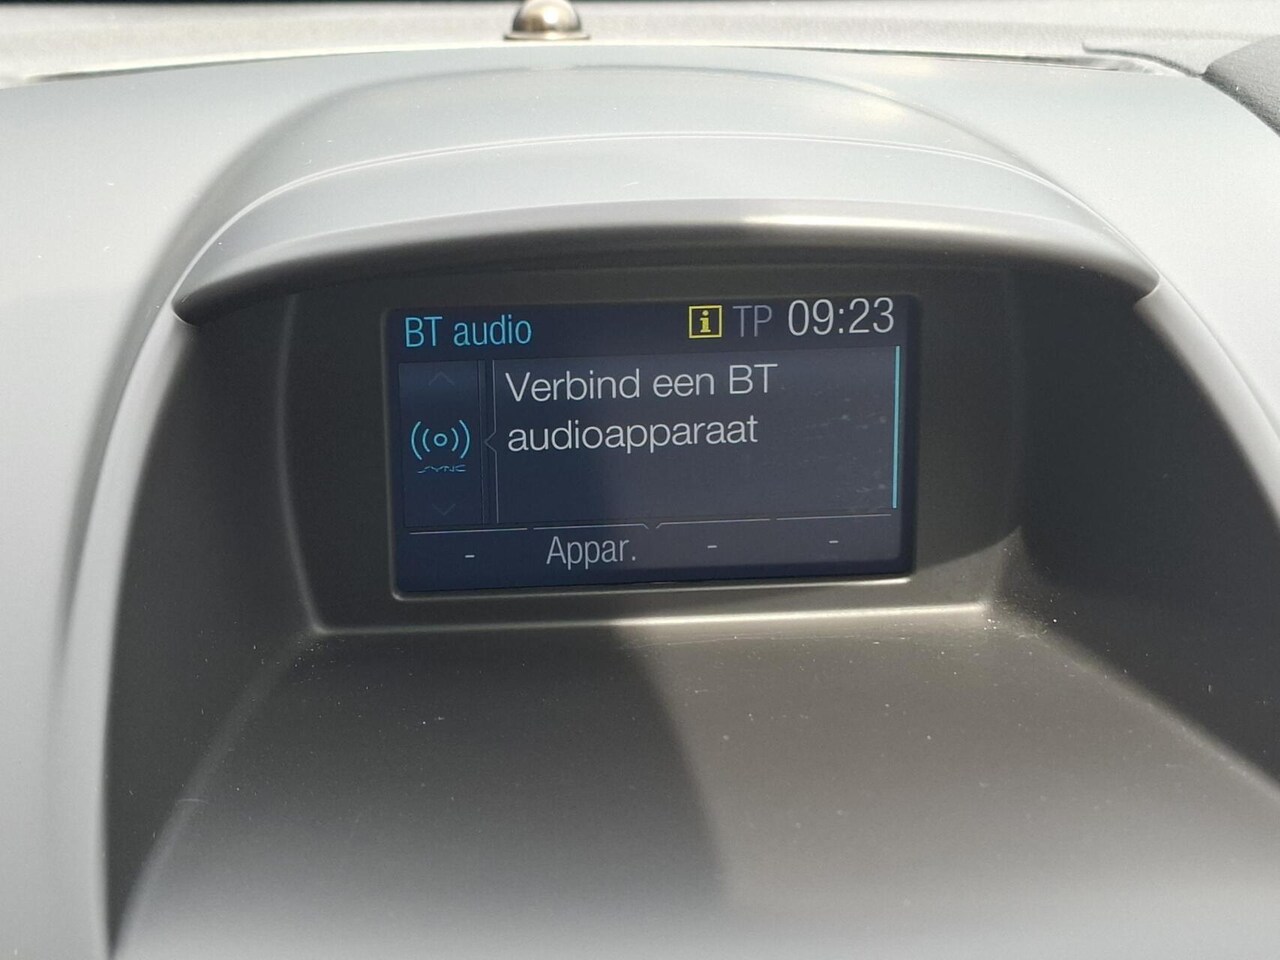 BT audio i TP 09:23
Verbind een BT
audioapparaat
SYNC
- Appar. - -